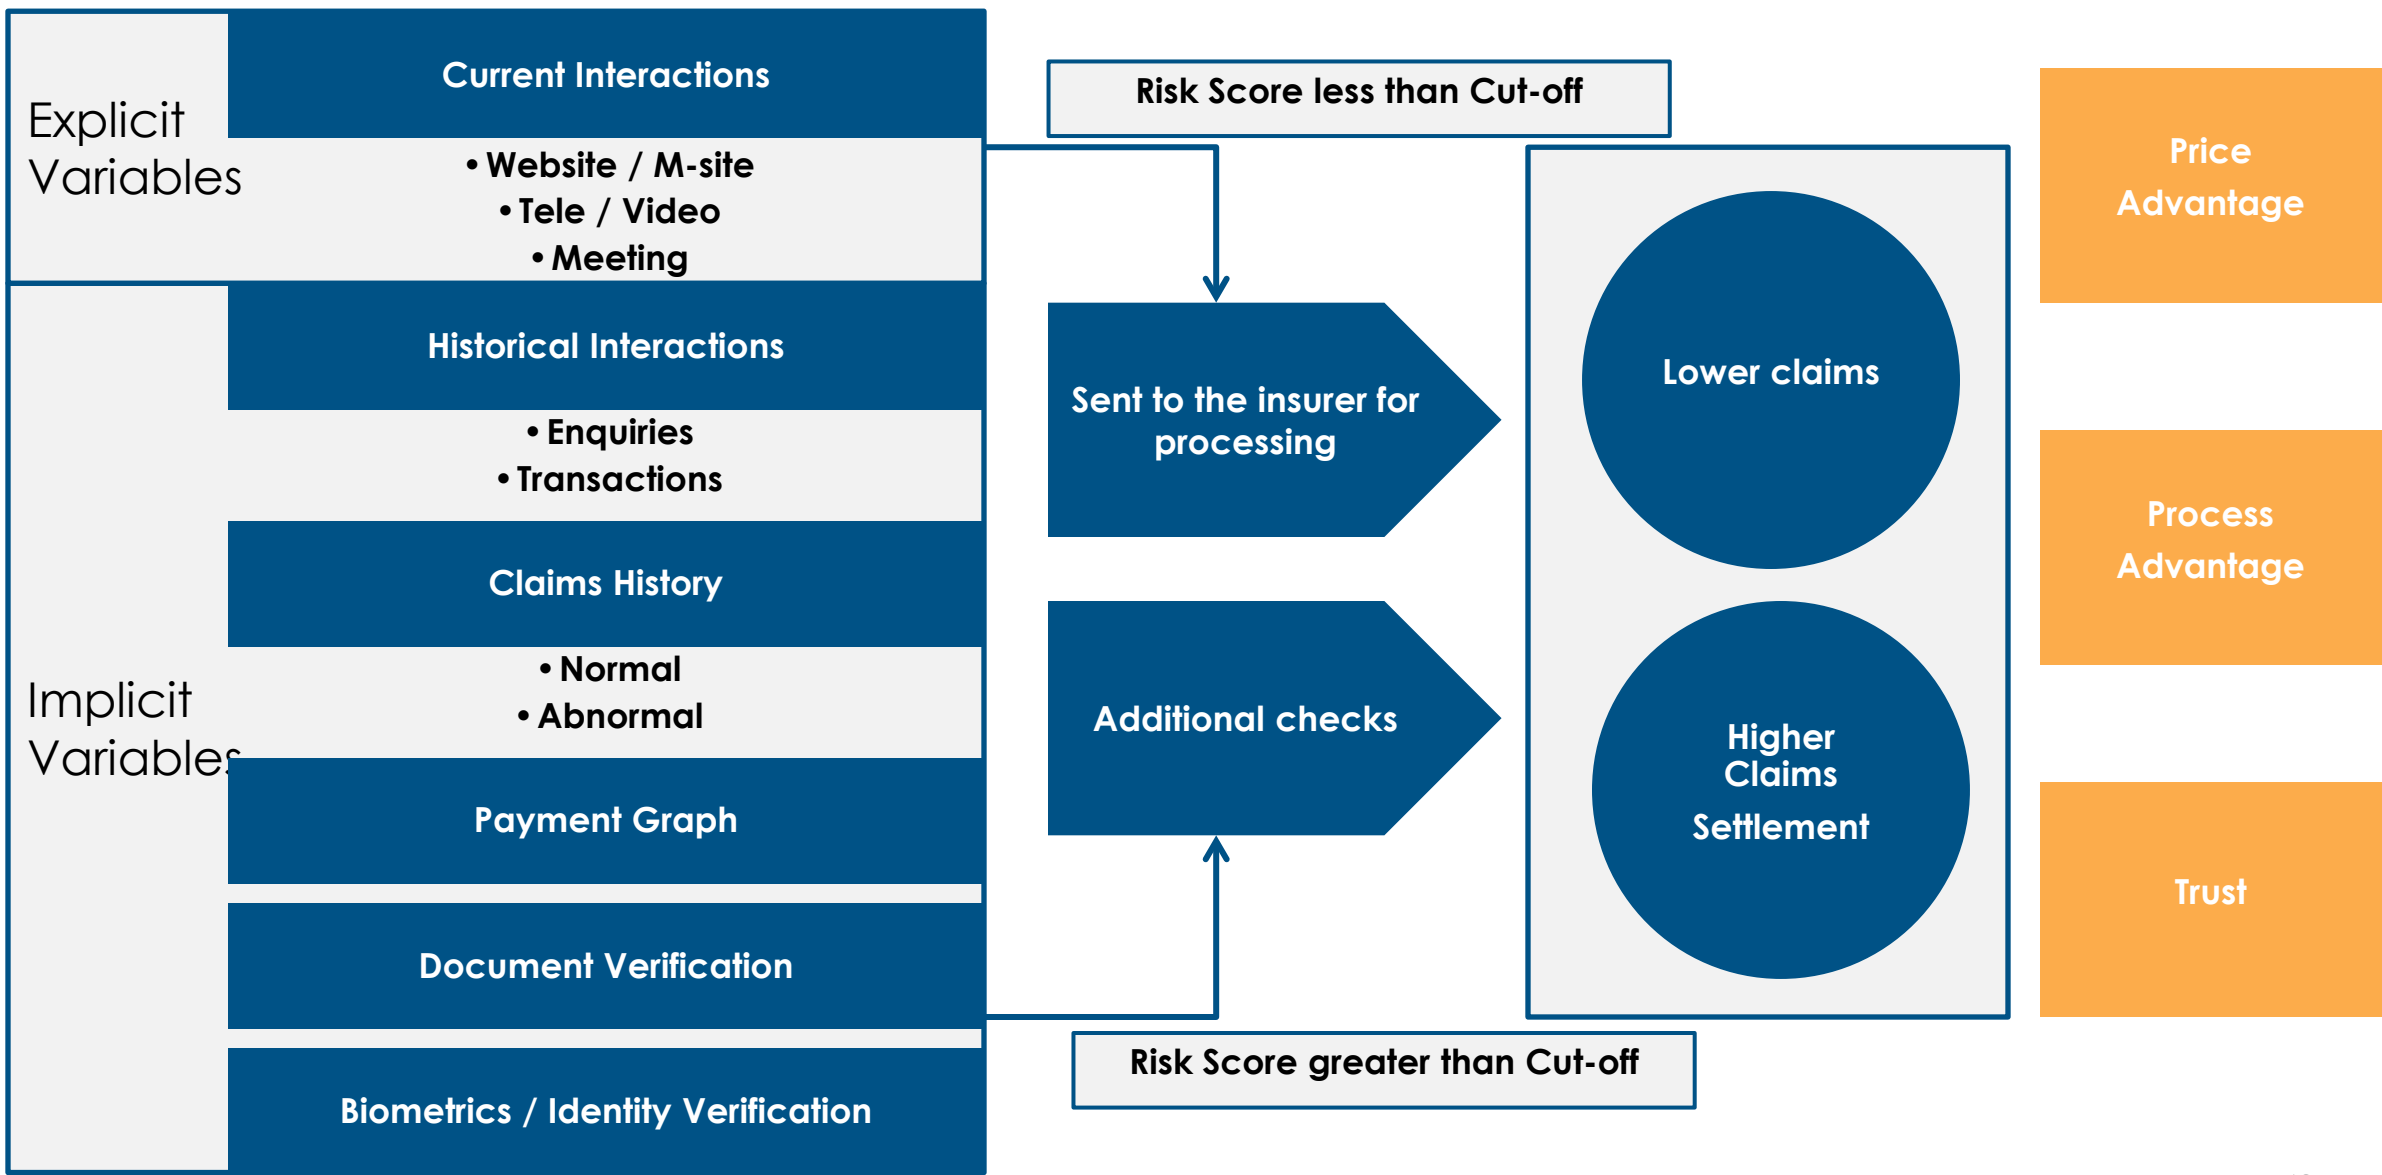 Explicit
Variables
Current Interactions
•Website / M-site
•Tele / Video
•Meeting
Implicit
Variables
Historical Interactions
•Enquiries
•Transactions
Claims History
•Normal
•Abnormal
Payment Graph
Document Verification
Biometrics / Identity Verification
Risk Score less than Cut-off
Sent to the insurer for
processing
Additional checks
Risk Score greater than Cut-off
Lower claims
Higher
Claims
Settlement
Price
Advantage
Process
Advantage
Trust